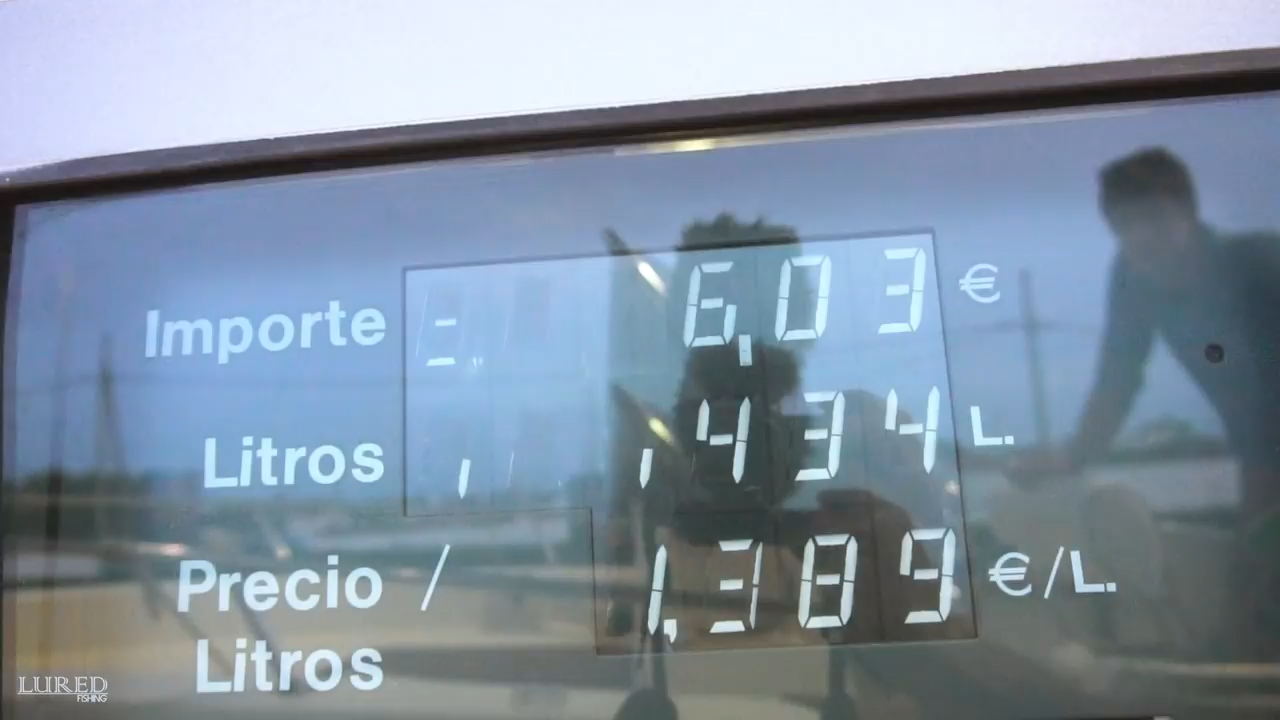 Importe 6,03 €
Litros ,434 L.
Precio / 1,389 €/L.
Litros
LURED
FISHING